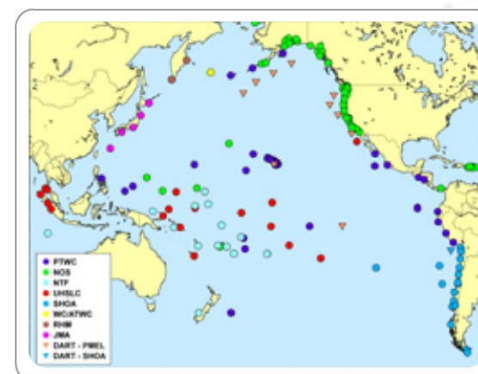 PTWC
NOS
NTF
UHSLC
SHOA
WC/ATWC
RHM
JMA
DART - PMEL
DART - SHOA